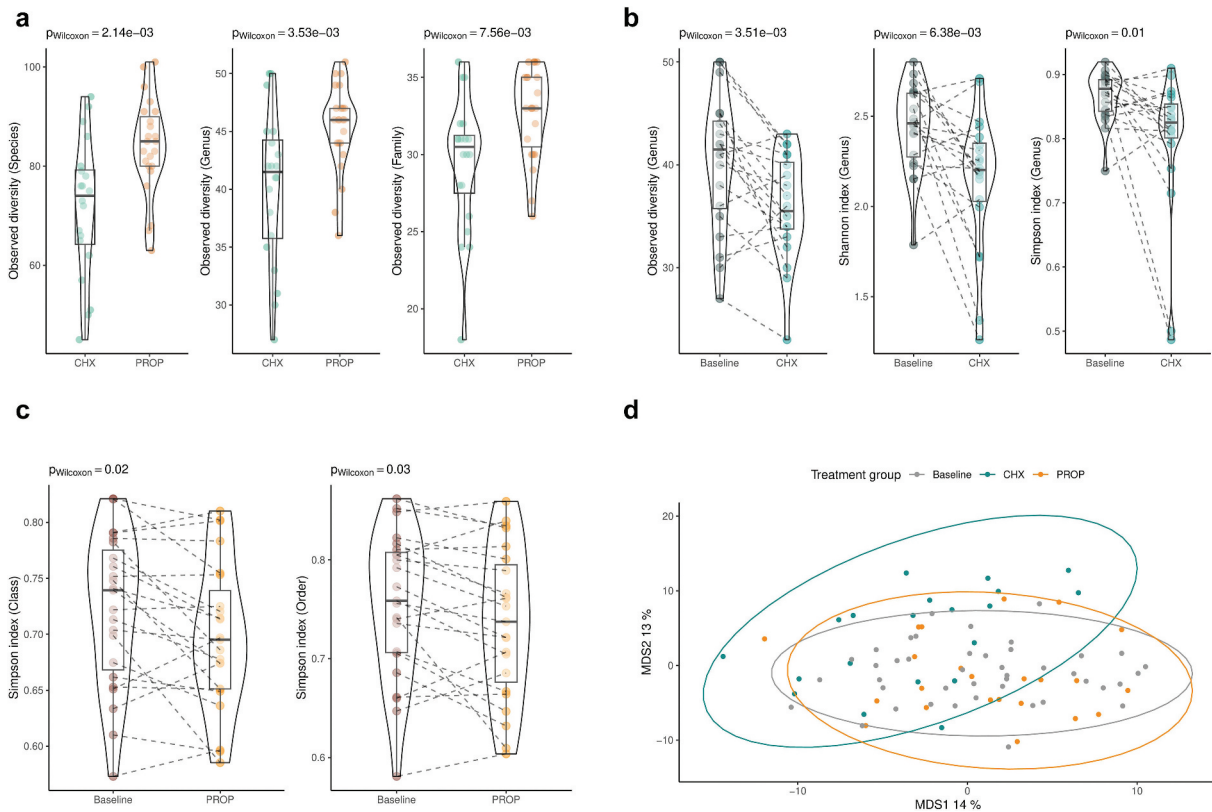 a
pWilcoxon = 2.14e−03
Observed diversity (Species)
100
80
60
CHX
PROP
pWilcoxon = 3.53e−03
Observed diversity (Genus)
50
45
40
35
30
CHX
PROP
pWilcoxon = 7.56e−03
Observed diversity (Family)
36
30
24
18
CHX
PROP
b
pWilcoxon = 3.51e−03
Observed diversity (Genus)
50
40
30
Baseline
CHX
pWilcoxon = 6.38e−03
Shannon index (Genus)
2.5
2.0
1.5
Baseline
CHX
pWilcoxon = 0.01
Simpson index (Genus)
0.9
0.8
0.7
0.6
0.5
Baseline
CHX
c
pWilcoxon = 0.02
Simpson index (Class)
0.80
0.75
0.70
0.65
0.60
Baseline
PROP
pWilcoxon = 0.03
Simpson index (Order)
0.8
0.7
0.6
Baseline
PROP
d
Treatment group Baseline CHX PROP
MDS2 13 %
20
10
0
−10
−10
0
10
MDS1 14 %